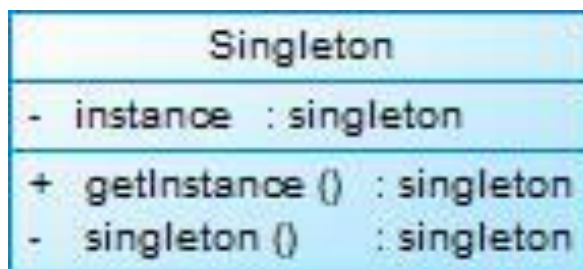 Singleton
- instance : singleton
+ getInstance () : singleton
- singleton () : singleton